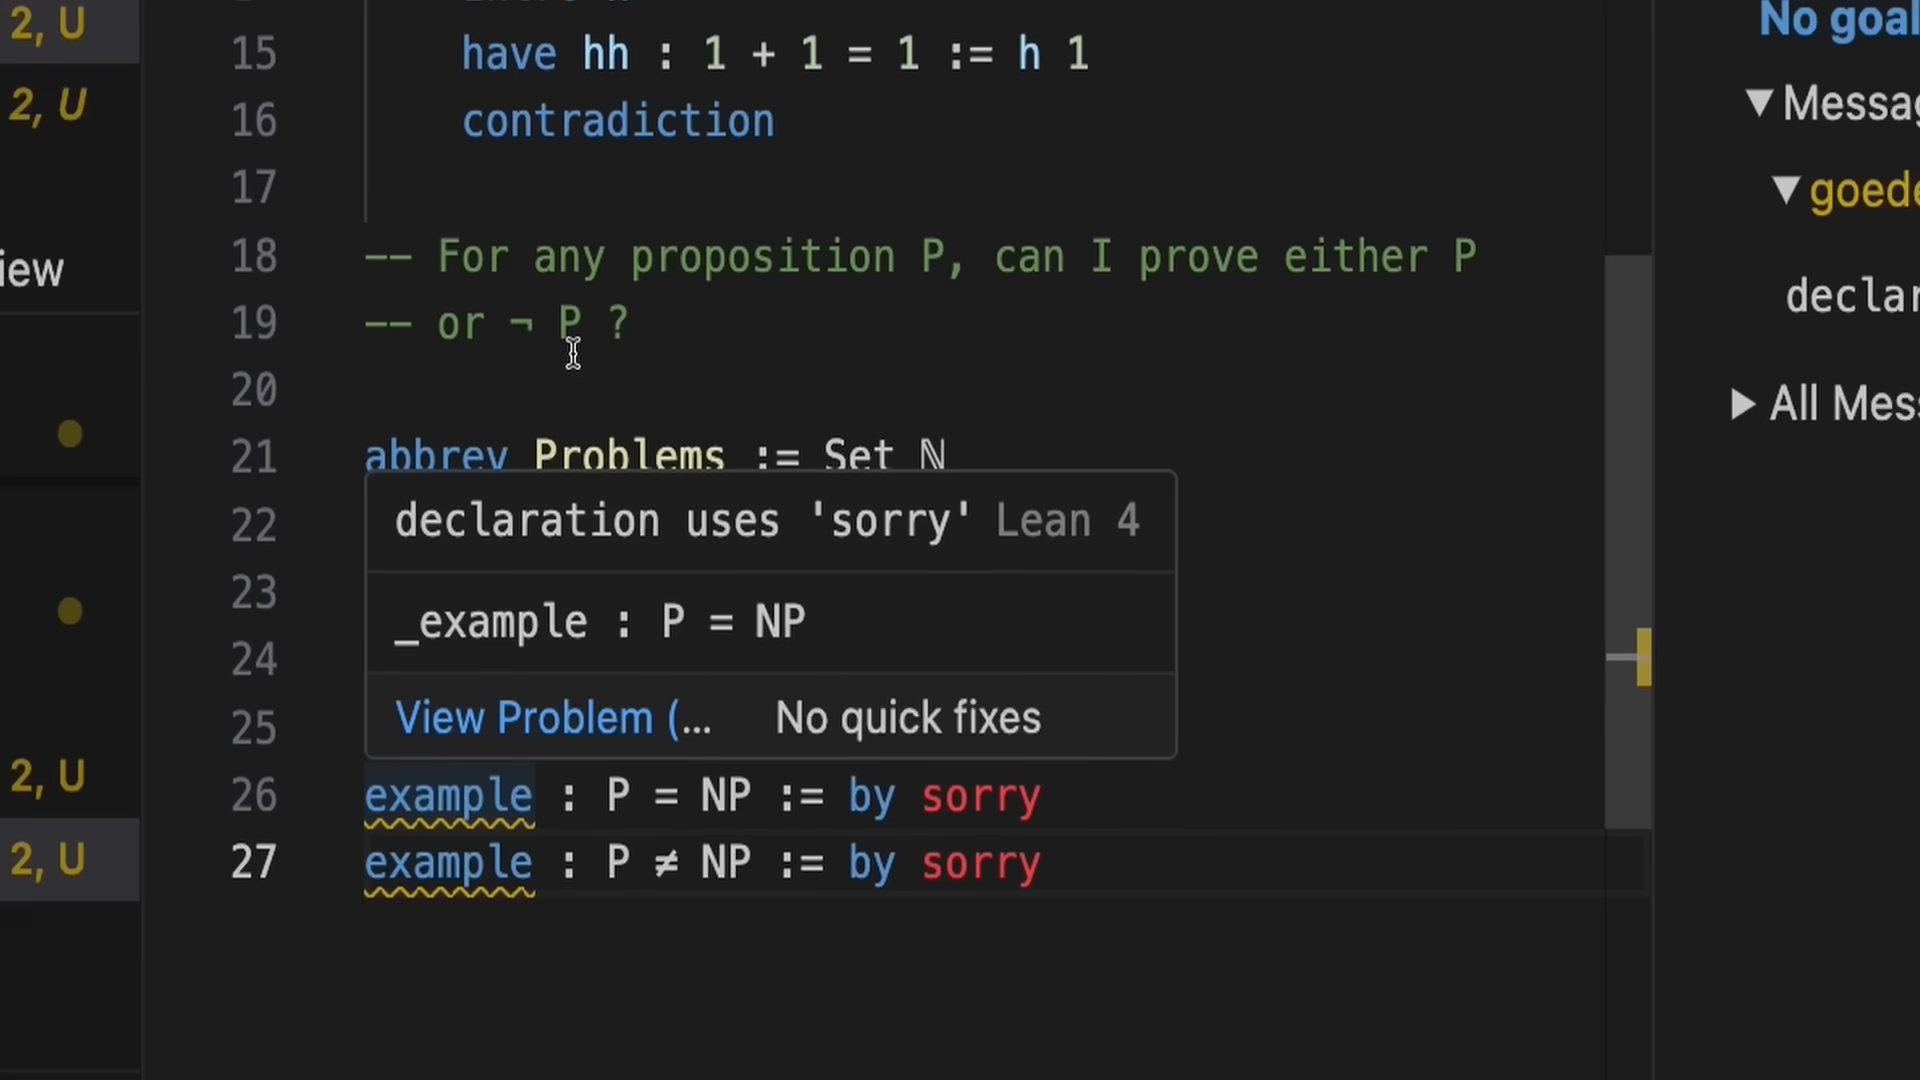 2, U
2, U
iew
2, U
2, U
15 have hh : 1 + 1 = 1 := h 1
16 contradiction
17
18 -- For any proposition P, can I prove either P
19 -- or ¬ P ?
20
21 abbrev Problems := Set ℕ
22
23
24
25
declaration uses 'sorry' Lean 4
_example : P = NP
View Problem (... No quick fixes
26 example : P = NP := by sorry
27 example : P ≠ NP := by sorry
No goal
▼ Messag
▼ goede
declar
▶ All Mess